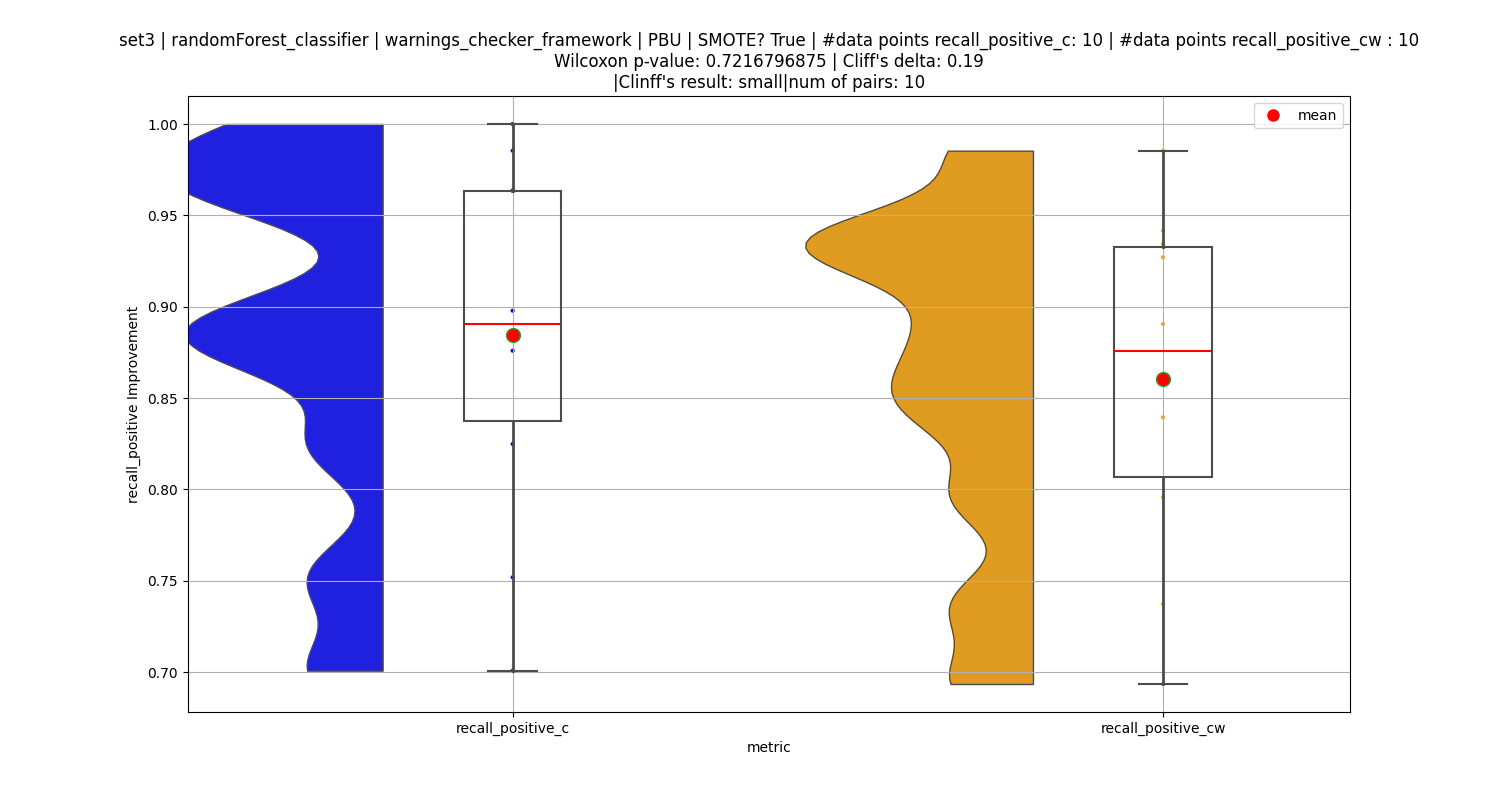 set3 | randomForest_classifier | warnings_checker_framework | PBU | SMOTE? True | #data points recall_positive_c: 10 | #data points recall_positive_cw : 10
Wilcoxon p-value: 0.7216796875 | Cliff's delta: 0.19
|Clinff's result: small|num of pairs: 10
mean
1.00
0.95
0.90
0.85
0.80
0.75
0.70
recall_positive Improvement
recall_positive_c
recall_positive_cw
metric